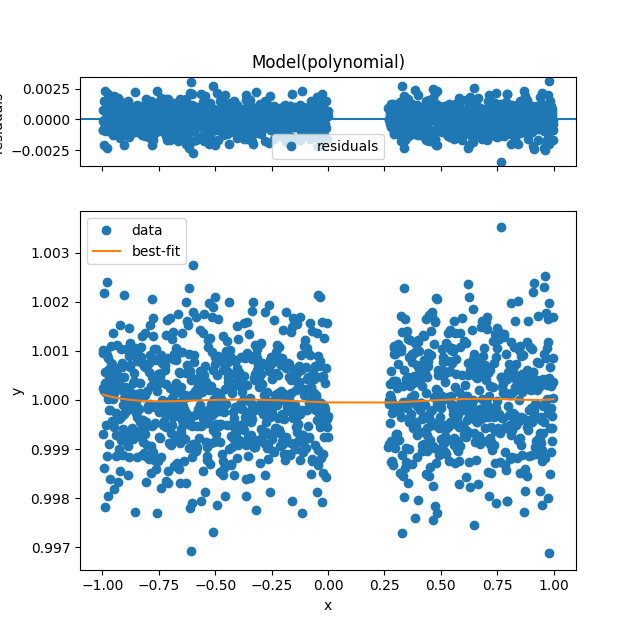 Model(polynomial)
0.0025
0.0000
−0.0025
residuals
residuals
data
best-fit
1.003
1.002
1.001
1.000
0.999
0.998
0.997
y
−1.00 −0.75 −0.50 −0.25 0.00 0.25 0.50 0.75 1.00
x